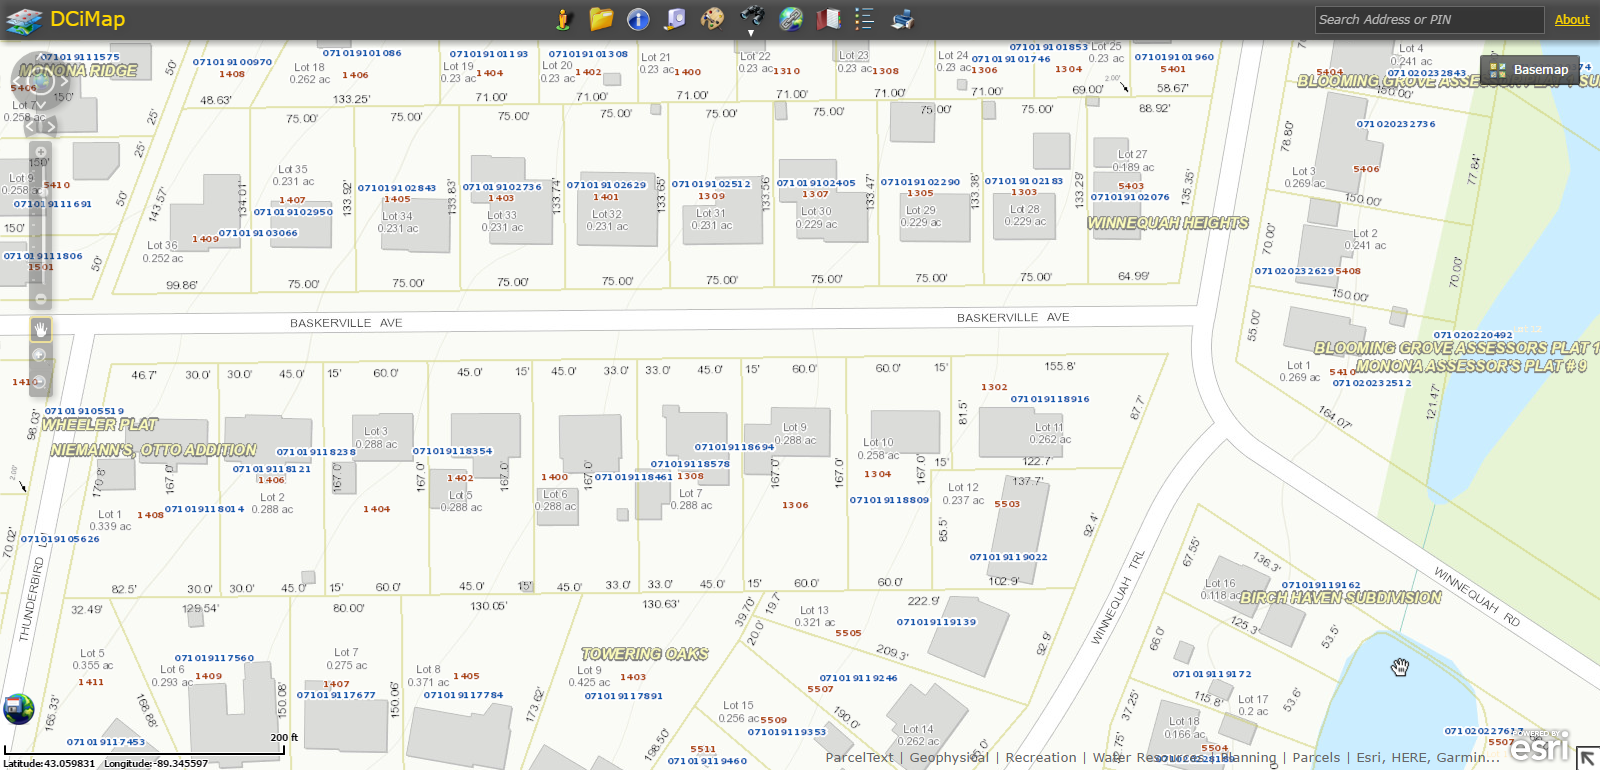 DCiMap
Search Address or PIN
About
Basemap
071019111575
MONONA RIDGE
071019100970
1408
Lot 18
0.262 ac
1406
071019101086
071019101193
Lot 19
0.23 ac
1404
071019101308
Lot 20
0.23 ac
1402
Lot 21
0.23 ac
1400
Lot 22
0.23 ac
1310
Lot 23
0.23 ac
1308
Lot 24
0.23 ac
1306
071019101853
071019101746
1304
Lot 25
0.23 ac
071019101960
5401
Lot 4
0.241 ac
5404
071020232843
BLOOMING GROVE ASSESSORS PLAT
50'
150'
25'
48.63'
133.25'
71.00'
71.00'
71.00'
71.00'
71.00'
69.00'
2.00'
58.67'
88.92'
150.00'
75.00'
75.00'
75.00'
75.00'
75.00'
75.00'
75.00'
071020232736
78.80'
77.84'
Lot 3
0.269 ac
5406
150.00'
25'
50'
Lot 9
0.258 ac
5410
071019111691
150'
071019111806
1501
50'
143.57'
134.01'
Lot 36
0.252 ac
1409
071019103066
Lot 35
0.231 ac
1407
071019102950
133.92'
071019102843
1405
Lot 34
0.231 ac
133.83'
071019102736
1403
Lot 33
0.231 ac
133.74'
071019102629
1401
Lot 32
0.231 ac
133.65'
071019102512
1309
Lot 31
0.231 ac
133.56'
071019102405
1307
Lot 30
0.229 ac
133.47'
071019102290
1305
Lot 29
0.229 ac
133.38'
071019102183
1303
Lot 28
0.229 ac
133.29'
Lot 27
0.189 ac
5403
071019102076
135.35'
WINNEQUAH HEIGHTS
Lot 2
0.241 ac
70.00'
0710202326295408
70.00'
150.00'
99.86'
75.00'
75.00'
75.00'
75.00'
75.00'
75.00'
75.00'
75.00'
64.99'
BASKERVILLE AVE
BASKERVILLE AVE
55.00'
071020220492
BLOOMING GROVE ASSESSORS PLAT 1
MONONA ASSESSOR'S PLAT # 9
Lot 1
0.269 ac
5410
071020232512
164.07'
121.47'
46.7'
30.0'
30.0'
45.0'
15'
60.0'
45.0'
15'
45.0'
33.0'
33.0'
45.0'
15'
60.0'
60.0'
45.0'
15'
155.8'
1302
071019118916
81.5'
87.7'
071019105519
WHEELER PLAT
98.03'
NIEMANN'S, OTTO ADDITION
071019118238
071019118121
1406
Lot 3
0.288 ac
071019118354
1402
1400
071019118461
071019118578
1308
071019118694
Lot 9
0.288 ac
Lot 10
0.258 ac
1304
Lot 11
0.262 ac
122.7'
15'
2.00'
170.8'
167.0'
167.0'
167.0'
167.0'
167.0'
167.0'
167.0'
167.0'
Lot 1
0.339 ac
1408
071019118014
Lot 2
0.288 ac
1404
Lot 5
0.288 ac
Lot 6
0.288 ac
Lot 7
0.288 ac
1306
071019118809
Lot 12
0.237 ac
137.7'
5503
85.5'
92.4'
071019119022
102.9'
70.02'
071019105626
THUNDERBIRD L
82.5'
30.0'
30.0'
45.0'
15'
60.0'
45.0'
15'
45.0'
33.0'
33.0'
45.0'
15'
60.0'
60.0'
32.49'
129.54'
80.00'
130.05'
130.63'
39.70'
19.7'
20.0'
Lot 13
0.321 ac
5505
222.9'
071019119139
209.3'
92.9'
WINNEQUAH TRL
WINNEQUAH RD
67.55'
136.3'
Lot 16
0.118 ac
071019119162
BIRCH HAVEN SUBDIVISION
125.3'
53.5'
66.0'
071019119172
115.8'
53.6'
Lot 17
0.2 ac
37.25'
Lot 18
0.166 ac
5504
Lot 5
0.355 ac
1411
165.33'
071019117560
Lot 6
0.293 ac
1409
168.88'
150.08'
Lot 7
0.275 ac
1407
071019117677
150.06'
Lot 8
0.371 ac
1405
071019117784
173.62'
TOWERING OAKS
Lot 9
0.425 ac
1403
071019117891
198.50'
071019119246
5507
Lot 15
0.256 ac
5509
071019119353
190.0'
Lot 14
0.262 ac
5511
071019119460
071019117453
071020227617
200 ft
Latitude:43.059831 Longitude:-89.345597
ParcelText | Geophysical | Recreation | Water Resources | Planning | Parcels | Esri, HERE, Garmin...
POWERED BY
esri